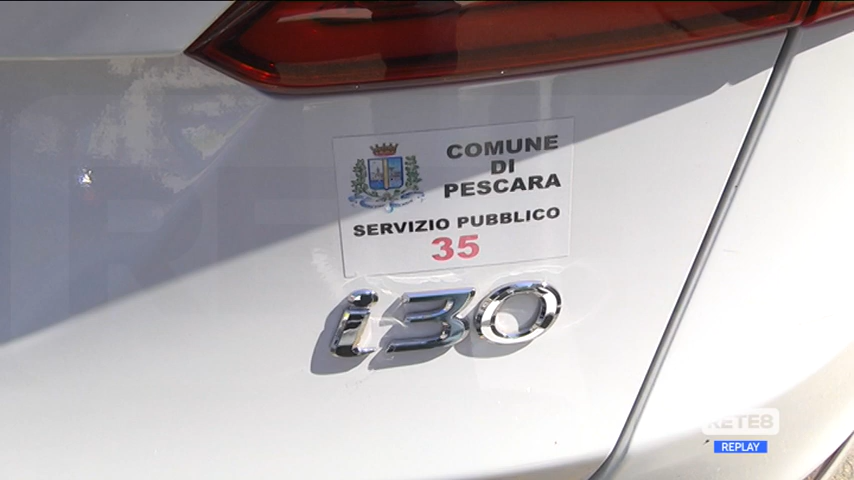 COMUNE
DI
PESCARA
SERVIZIO PUBBLICO
35
i30
RETE8
REPLAY